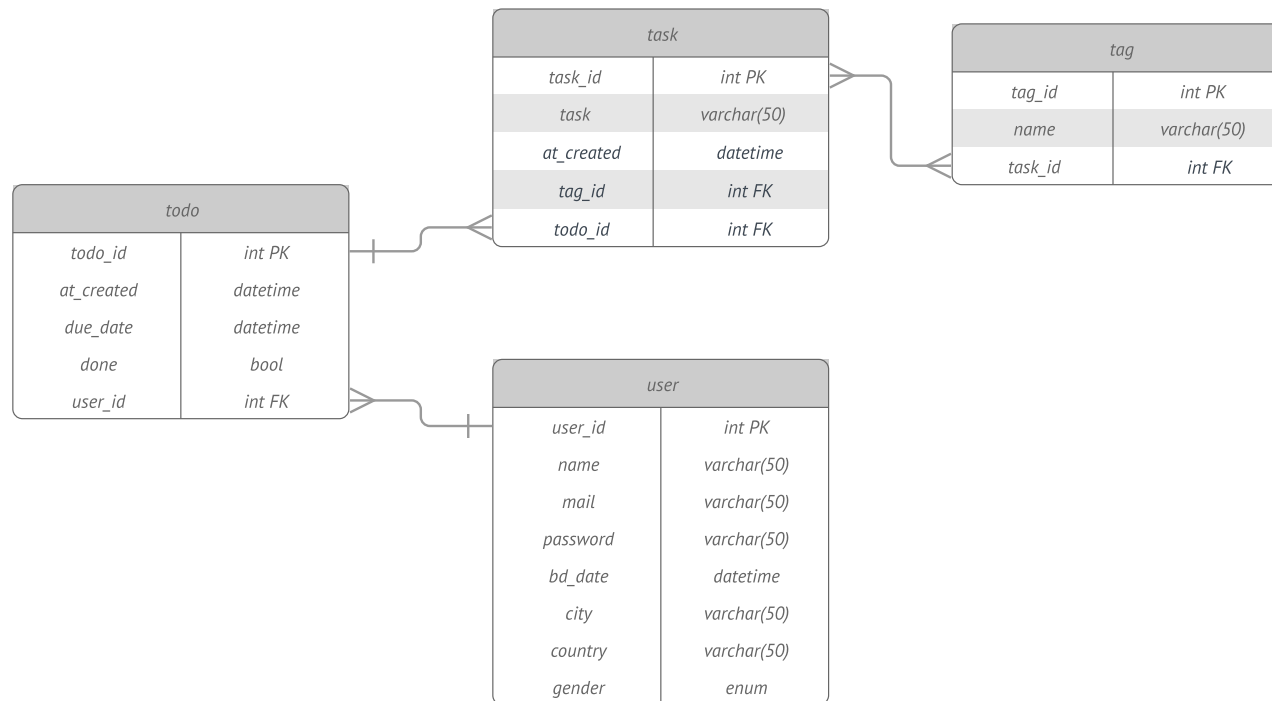 task
task_id int PK
task varchar(50)
at_created datetime
tag_id int FK
todo_id int FK
tag
tag_id int PK
name varchar(50)
task_id int FK
todo
todo_id int PK
at_created datetime
due_date datetime
done bool
user_id int FK
user
user_id int PK
name varchar(50)
mail varchar(50)
password varchar(50)
bd_date datetime
city varchar(50)
country varchar(50)
gender enum